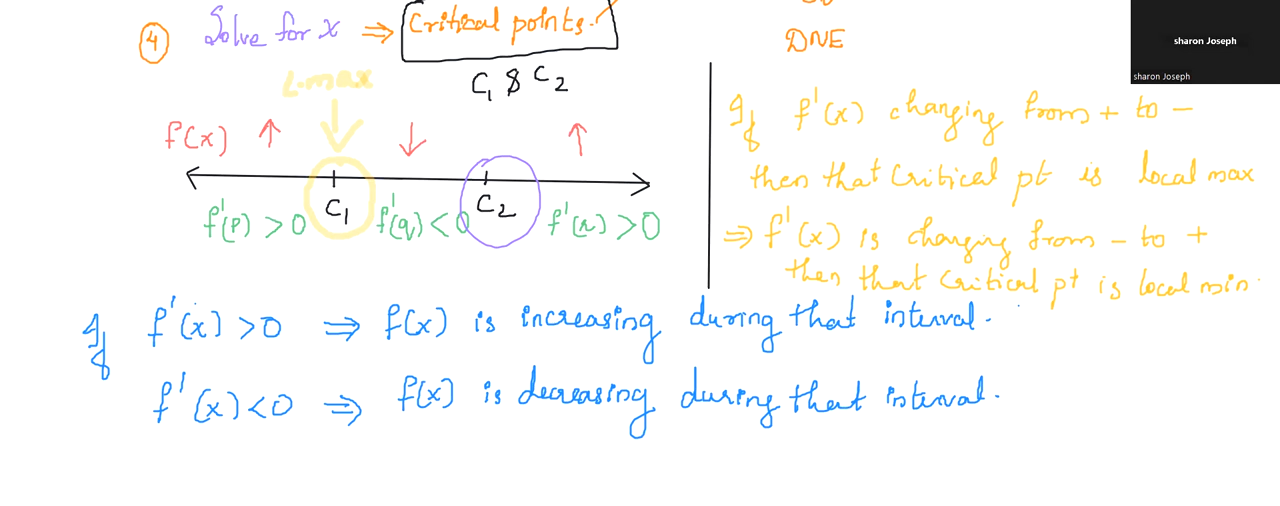 ④ Solve for x ⇒ Critical points.
DNE
sharon Joseph
sharon Joseph
C₁ & C₂
L.max
f(x) ↑ ↓ ↑
C₁ C₂
f'(p) > 0 f'(q) < 0 f'(r) > 0
If f'(x) changing from + to −
then that critical pt is local max
⇒ f'(x) is changing from − to +
then that critical pt is local min.
If f'(x) > 0 ⇒ f(x) is increasing during that interval.
f'(x) < 0 ⇒ f(x) is decreasing during that interval.